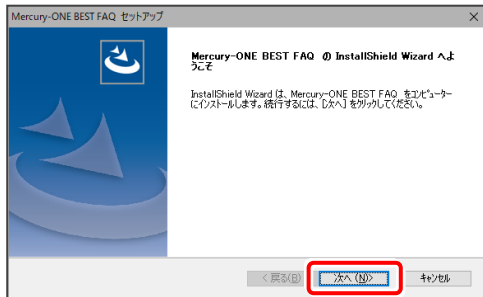 Mercury-ONE BEST FAQ セットアップ
Mercury-ONE BEST FAQ の InstallShield Wizard へよ
うこそ
InstallShield Wizard は、Mercury-ONE BEST FAQ をコンピューター
にインストールします。続行するには、[次へ] をクリックしてください。
< 戻る(B)
次へ (N)>
キャンセル